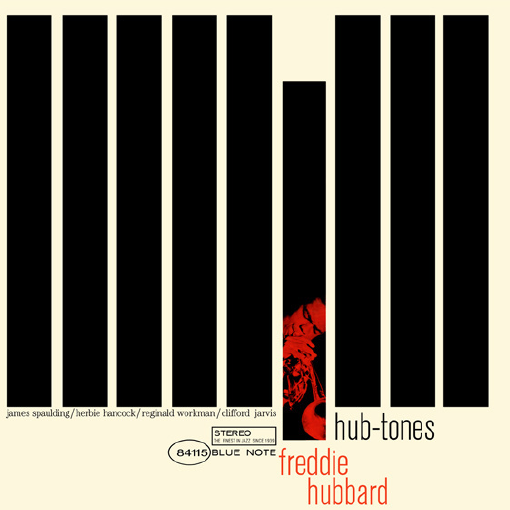 james spaulding/herbie hancock/reginald workman/clifford jarvis
hub-tones
STEREO
THE FINEST IN JAZZ SINCE 1939
84115 BLUE NOTE
freddie
hubbard